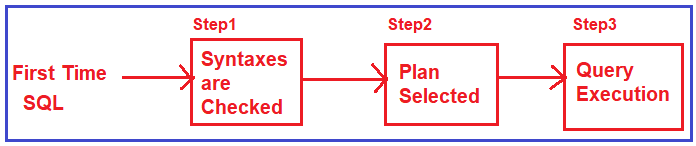 Step1
Step2
Step3
First Time
SQL
Syntaxes
are
Checked
Plan
Selected
Query
Execution